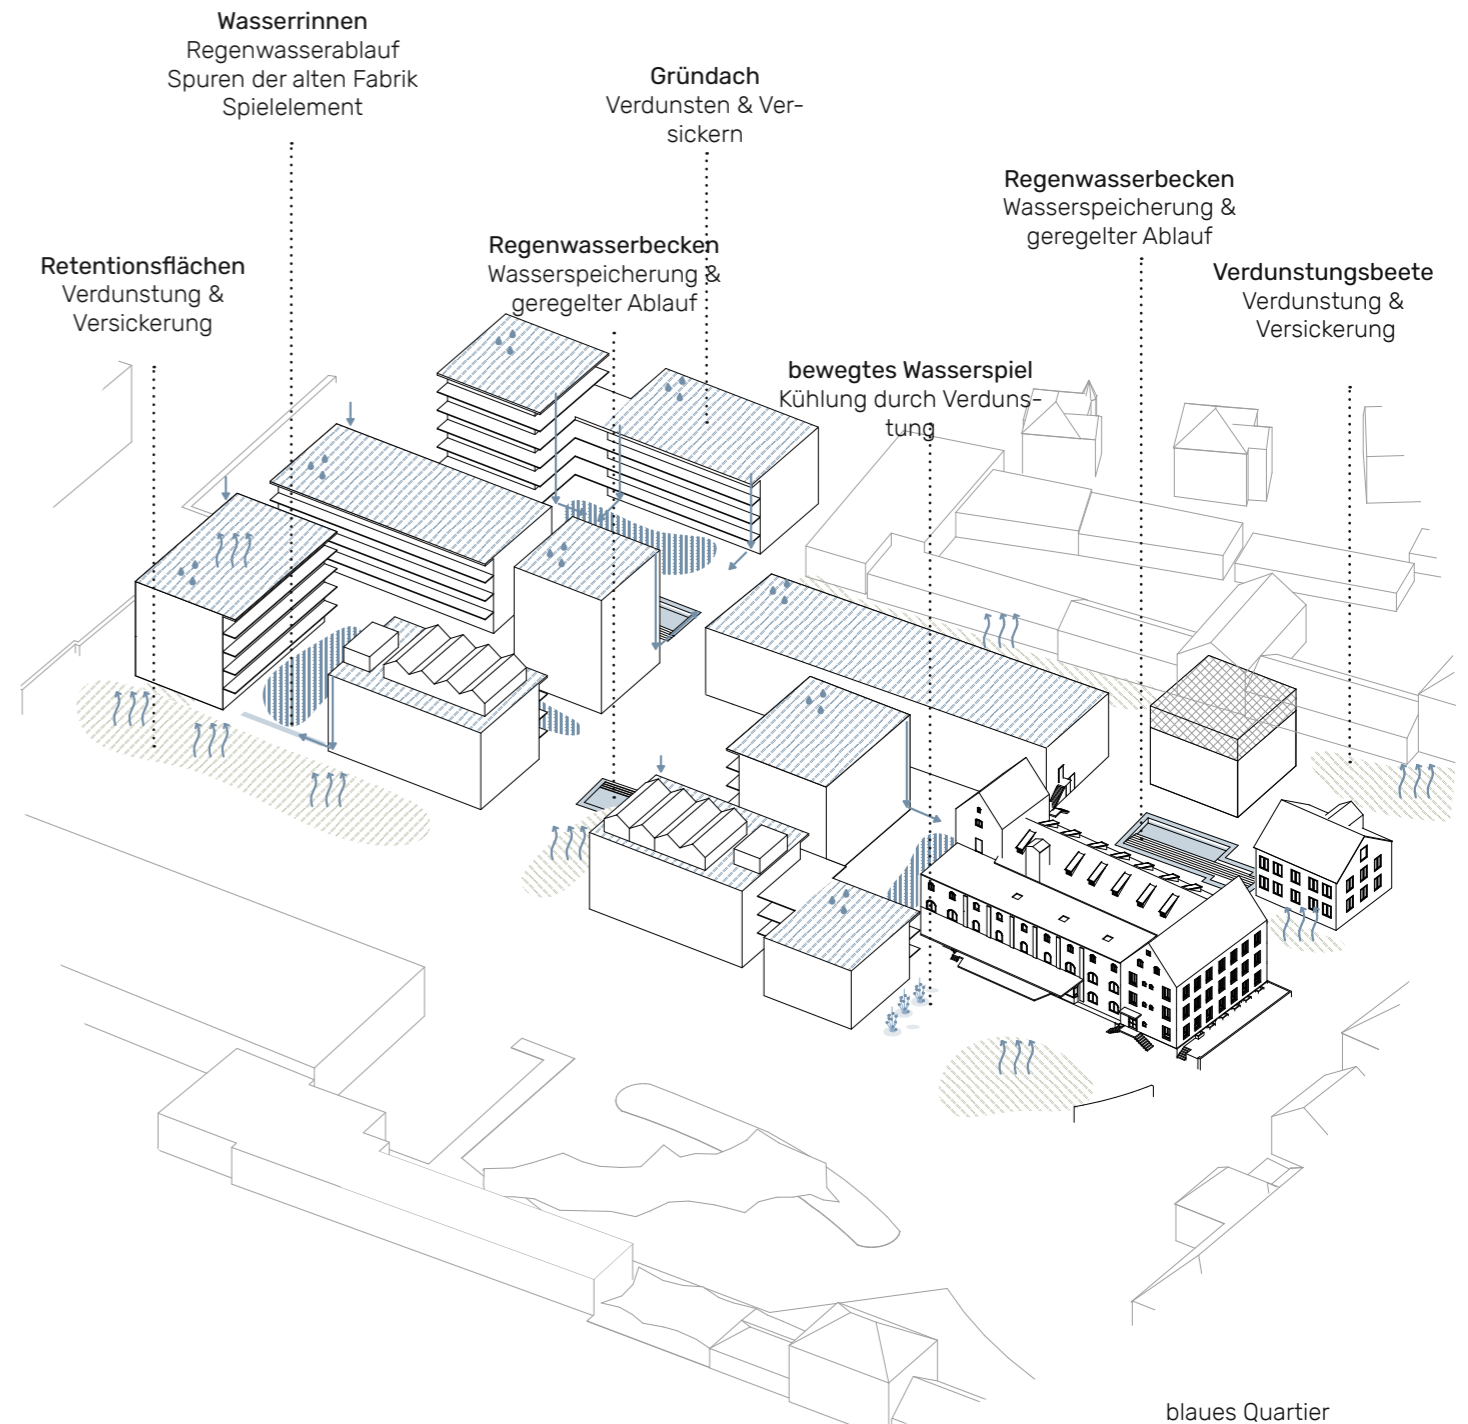 Wasserrinnen
Regenwasserablauf
Spuren der alten Fabrik
Spielelement
Gründach
Verdunsten & Ver-
sickern
Regenwasserbecken
Wasserspeicherung &
geregelter Ablauf
Regenwasserbecken
Wasserspeicherung &
geregelter Ablauf
Retentionsflächen
Verdunstung &
Versickerung
Verdunstungsbeete
Verdunstung &
Versickerung
bewegtes Wasserspiel
Kühlung durch Verduns-
tung
blaues Quartier